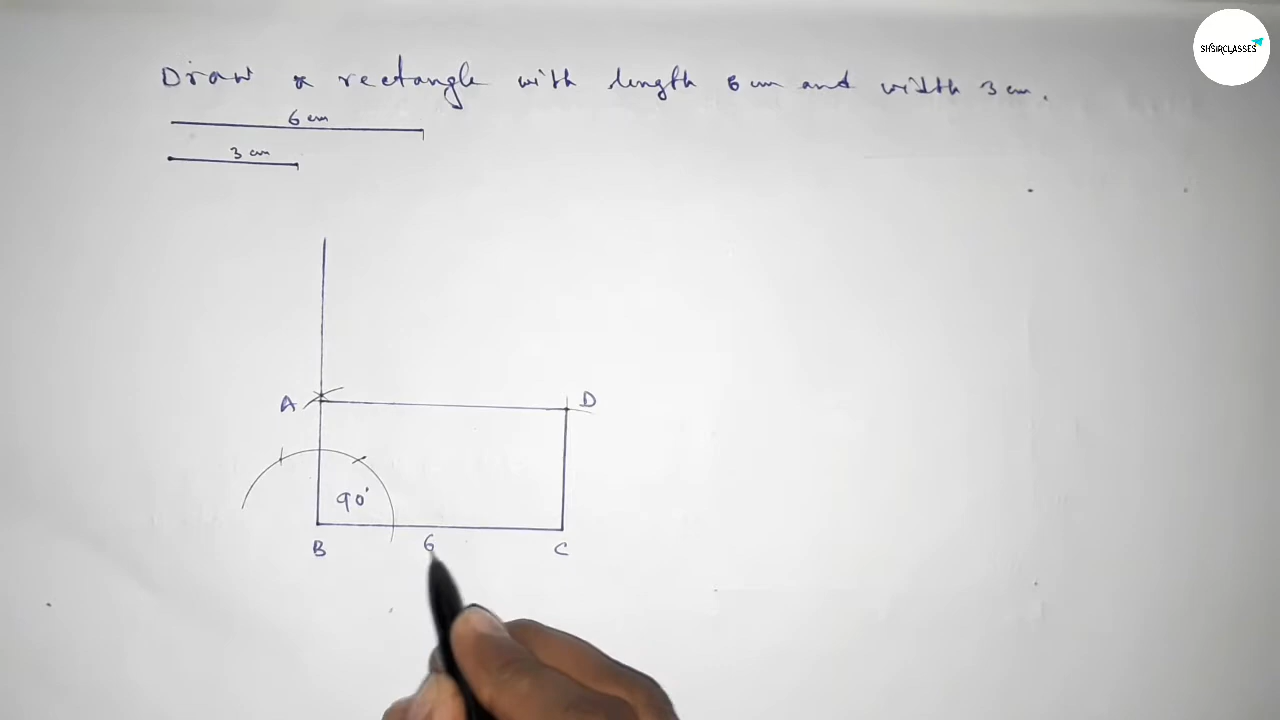 Draw a rectangle with length 6 cm and width 3 cm.
6 cm
3 cm
SHSIRCLASSES
A
D
90°
B
6
C